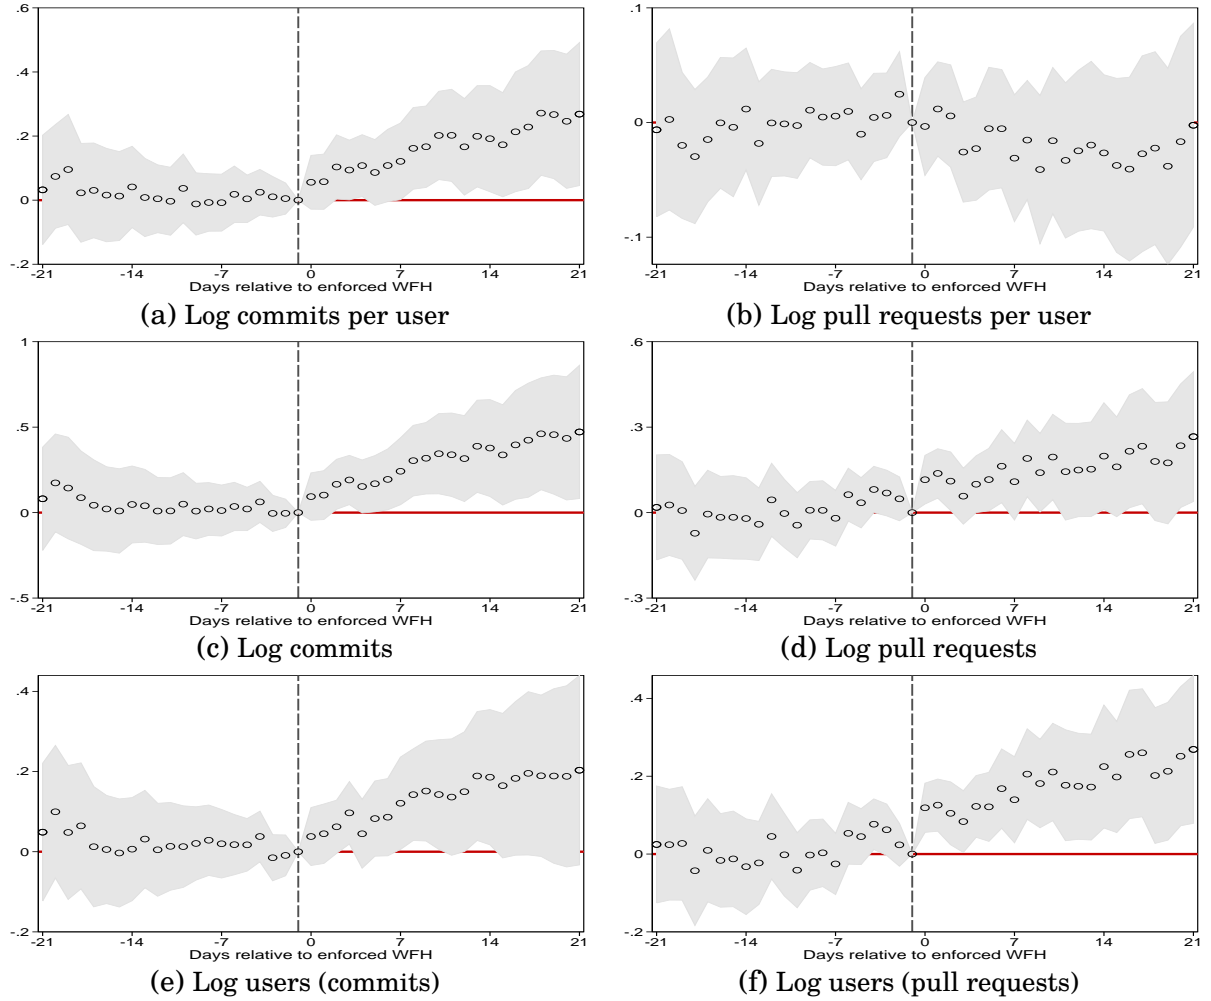 .6 .1
.4
.2
0 0
-.1
-.2
-21 -14 -7 0 7 14 21 -21 -14 -7 0 7 14 21
Days relative to enforced WFH Days relative to enforced WFH
(a) Log commits per user (b) Log pull requests per user
1 .6
.5 .3
0 0
-.5 -.3
-21 -14 -7 0 7 14 21 -21 -14 -7 0 7 14 21
Days relative to enforced WFH Days relative to enforced WFH
(c) Log commits (d) Log pull requests
.4 .4
.2 .2
0 0
-.2 -.2
-21 -14 -7 0 7 14 21 -21 -14 -7 0 7 14 21
Days relative to enforced WFH Days relative to enforced WFH
(e) Log users (commits) (f) Log users (pull requests)